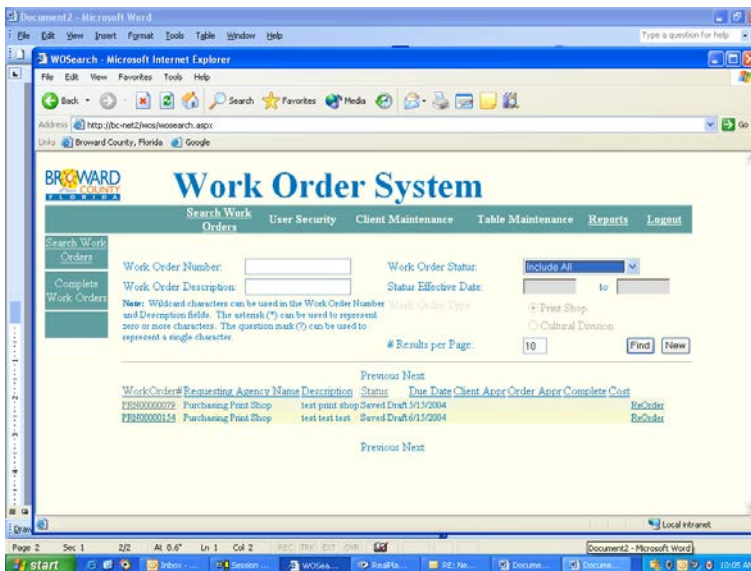 Document2 - Microsoft Word
File Edit View Insert Format Tools Table Window Help
Type a question for help
WOSearch - Microsoft Internet Explorer
File Edit View Favorites Tools Help
Back Search Favorites Media
Address http://bc-net2/wos/wosearch.aspx Go
Links Broward County, Florida Google
BROWARD
COUNTY
FLORIDA
Work Order System
Search Work Orders User Security Client Maintenance Table Maintenance Reports Logout
Search Work
Orders
Complete
Work Orders
Work Order Number: Work Order Status: Include All
Work Order Description: Status Effective Date: to
Note: Wildcard characters can be used in the Work Order Number
and Description fields. The asterisk (*) can be used to represent
zero or more characters. The question mark (?) can be used to
represent a single character.
Work Order Type: Print Shop
Cultural Division
# Results per Page: 10 Find New
Previous Next
WorkOrder# Requesting Agency Name Description Status Due Date Client Appr Order Appr Complete Cost
PRN00000079 Purchasing Print Shop test print shop Saved Draft 5/15/2004 ReOrder
PRN00000154 Purchasing Print Shop test test test Saved Draft 6/15/2004 ReOrder
Previous Next
Local intranet
Draw
Page 2 Sec 1 2/2 At 0.6" Ln 1 Col 2 REC TRK EXT OVR
Document2 - Microsoft Word
start Inbox - ... Session ... WOSea... RealPla... RE: Ne... Docume... Docume... 10:05 AM